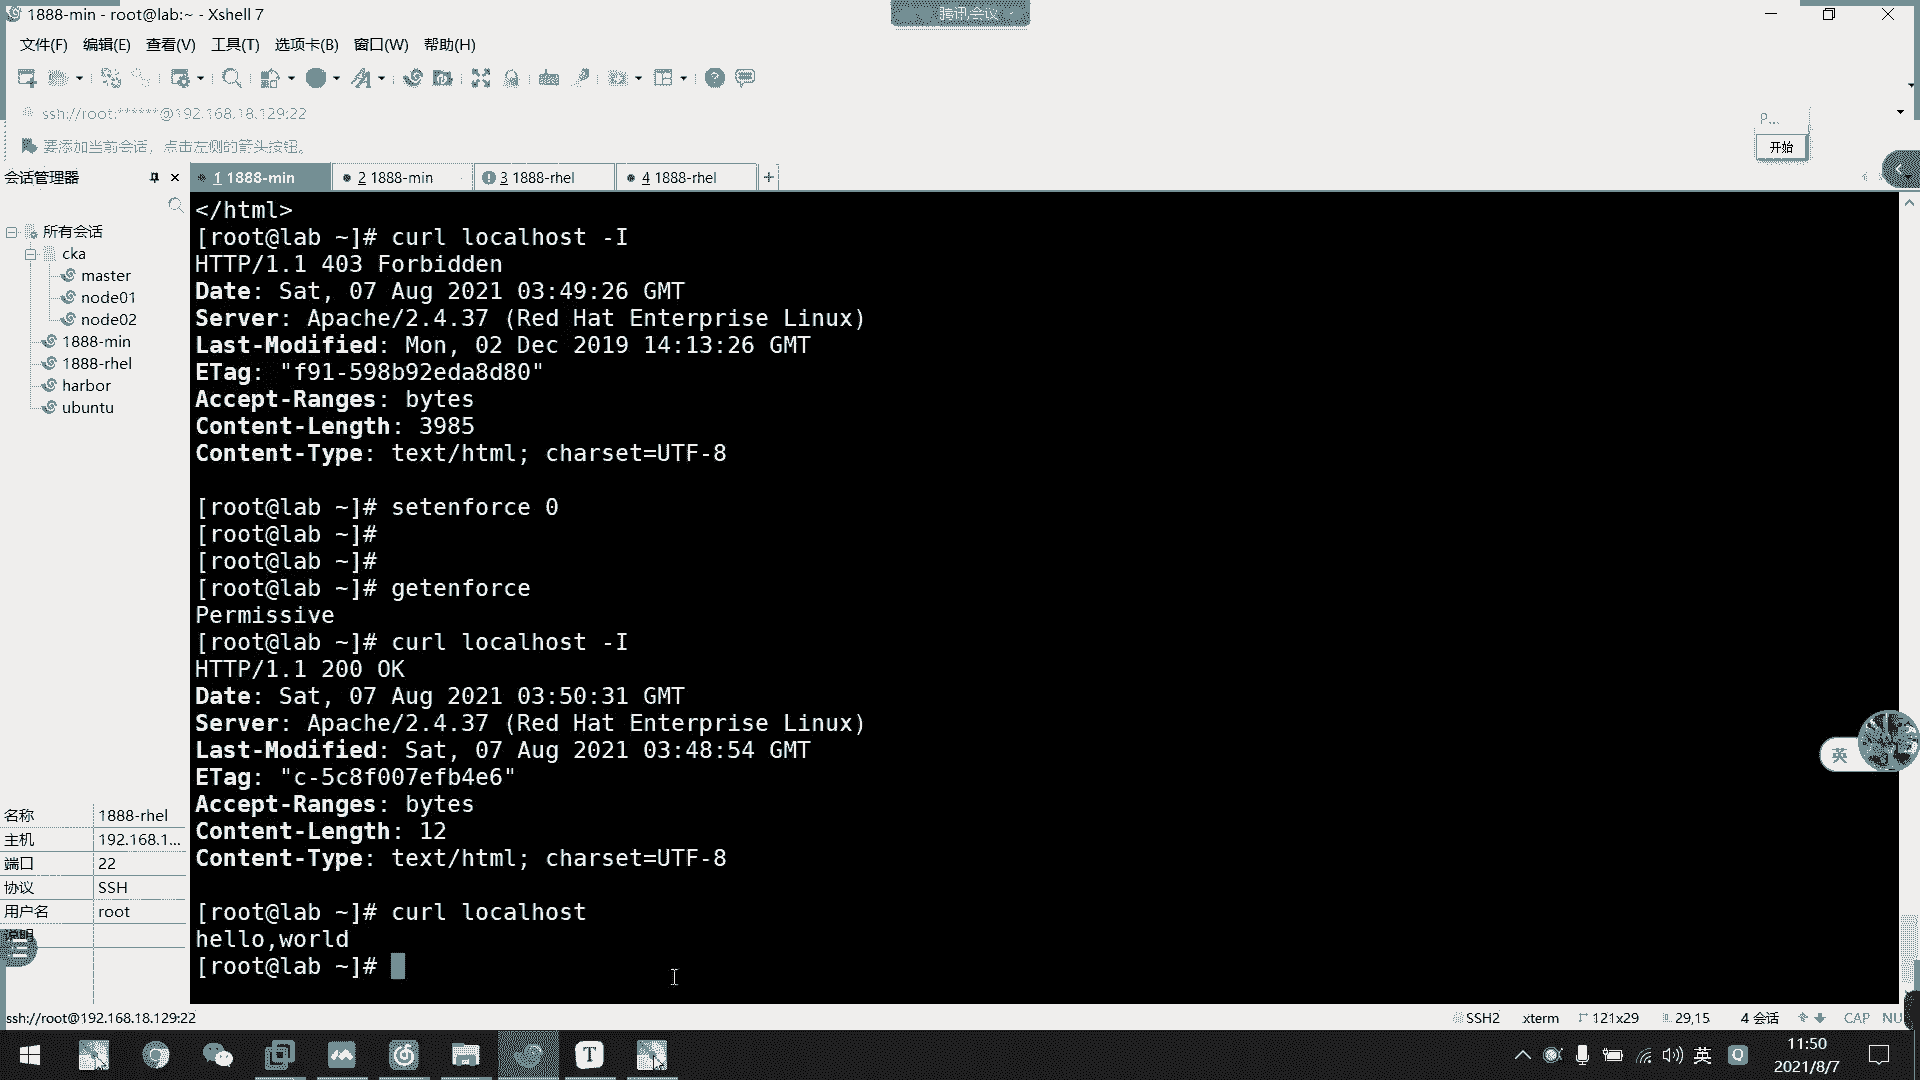 1888-min - root@lab:~ - Xshell 7
腾讯会议
文件(F) 编辑(E) 查看(V) 工具(T) 选项卡(B) 窗口(W) 帮助(H)
ssh://root:******@192.168.18.129:22
P...
要添加当前会话，点击左侧的箭头按钮。
开始
会话管理器
1 1888-min
2 1888-min
3 1888-rhel
4 1888-rhel
+
所有会话
cka
master
node01
node02
1888-min
1888-rhel
harbor
ubuntu
</html>
[root@lab ~]# curl localhost -I
HTTP/1.1 403 Forbidden
Date: Sat, 07 Aug 2021 03:49:26 GMT
Server: Apache/2.4.37 (Red Hat Enterprise Linux)
Last-Modified: Mon, 02 Dec 2019 14:13:26 GMT
ETag: "f91-598b92eda8d80"
Accept-Ranges: bytes
Content-Length: 3985
Content-Type: text/html; charset=UTF-8
[root@lab ~]# setenforce 0
[root@lab ~]#
[root@lab ~]#
[root@lab ~]# getenforce
Permissive
[root@lab ~]# curl localhost -I
HTTP/1.1 200 OK
Date: Sat, 07 Aug 2021 03:50:31 GMT
Server: Apache/2.4.37 (Red Hat Enterprise Linux)
Last-Modified: Sat, 07 Aug 2021 03:48:54 GMT
ETag: "c-5c8f007efb4e6"
Accept-Ranges: bytes
Content-Length: 12
Content-Type: text/html; charset=UTF-8
[root@lab ~]# curl localhost
hello,world
[root@lab ~]#
英
名称 1888-rhel
主机 192.168.1...
端口 22
协议 SSH
用户名 root
说明
ssh://root@192.168.18.129:22
SSH2 xterm 121x29 29,15 4 会话 CAP NU
T
英
Q
11:50
2021/8/7